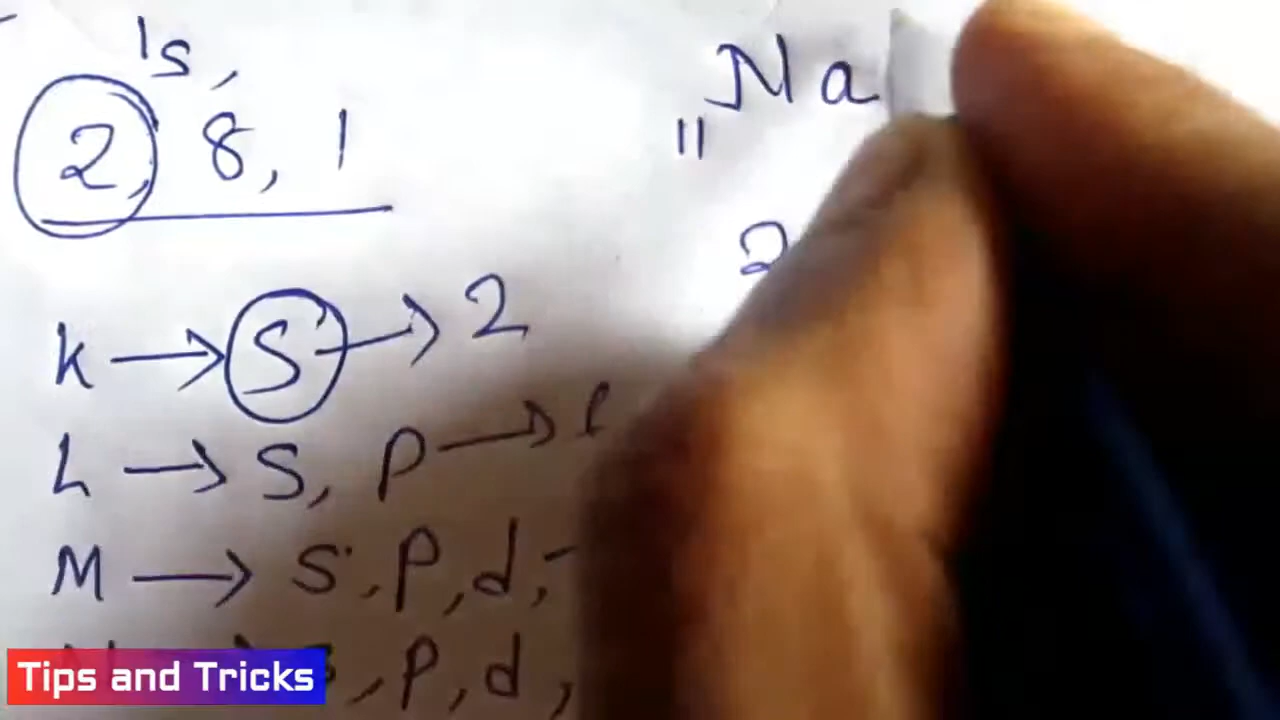 1s,
2, 8, 1
Na
11
2
K → S → 2
L → S, P →
M → S, P, d,
, P, d,
Tips and Tricks